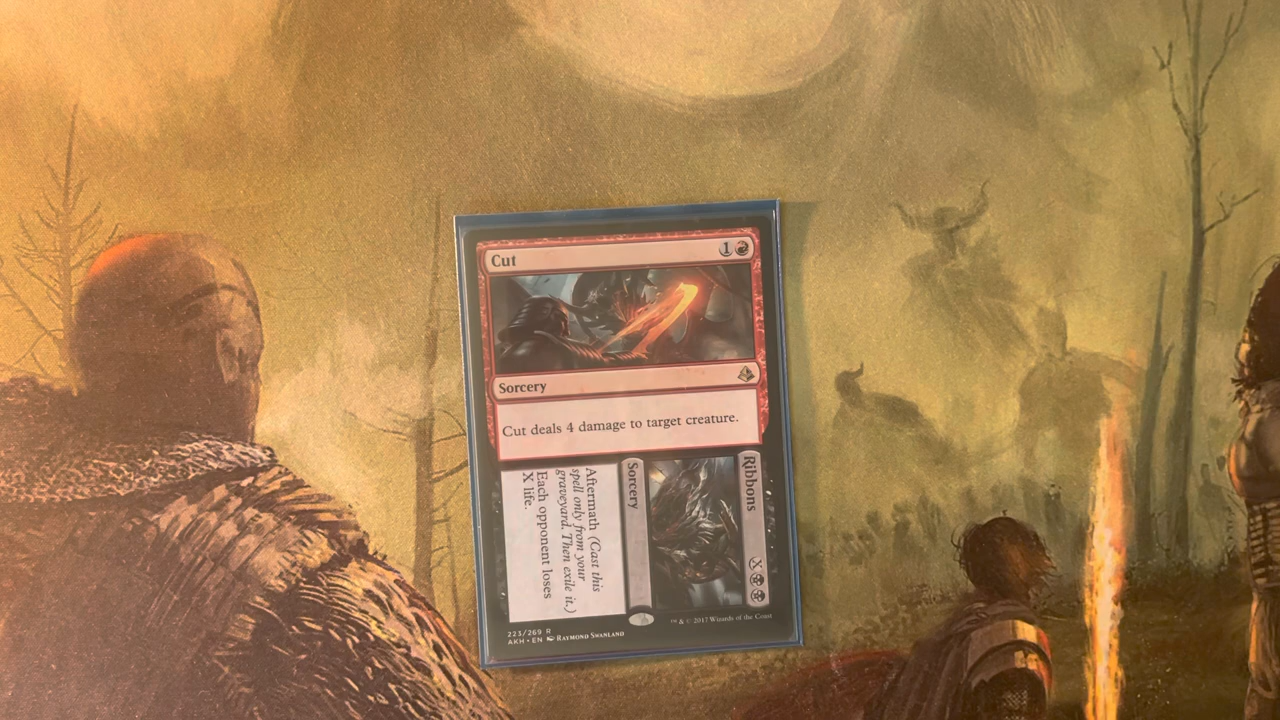 Cut 1
Sorcery
Cut deals 4 damage to target creature.
Ribbons X
Sorcery
Aftermath (Cast this
spell only from your
graveyard. Then exile it.)
Each opponent loses
X life.
223/269 R
AKH • EN RAYMOND SWANLAND
™ & © 2017 Wizards of the Coast